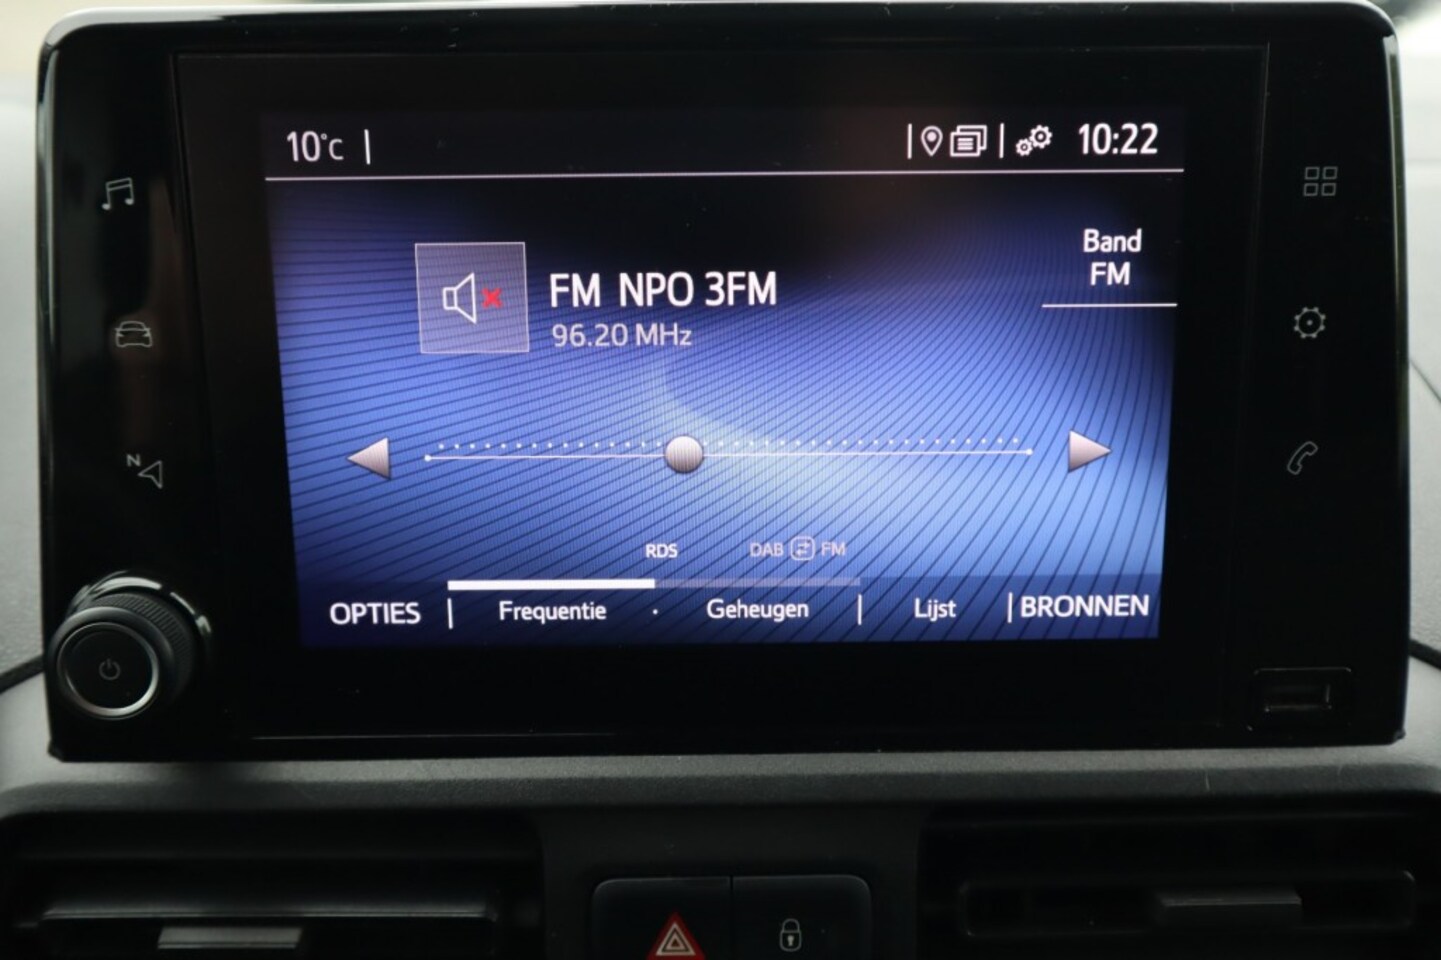 10°C
10:22
Band
FM
FM NPO 3FM
96.20 MHz
N
RDS
DAB FM
OPTIES
Frequentie
Geheugen
Lijst
BRONNEN